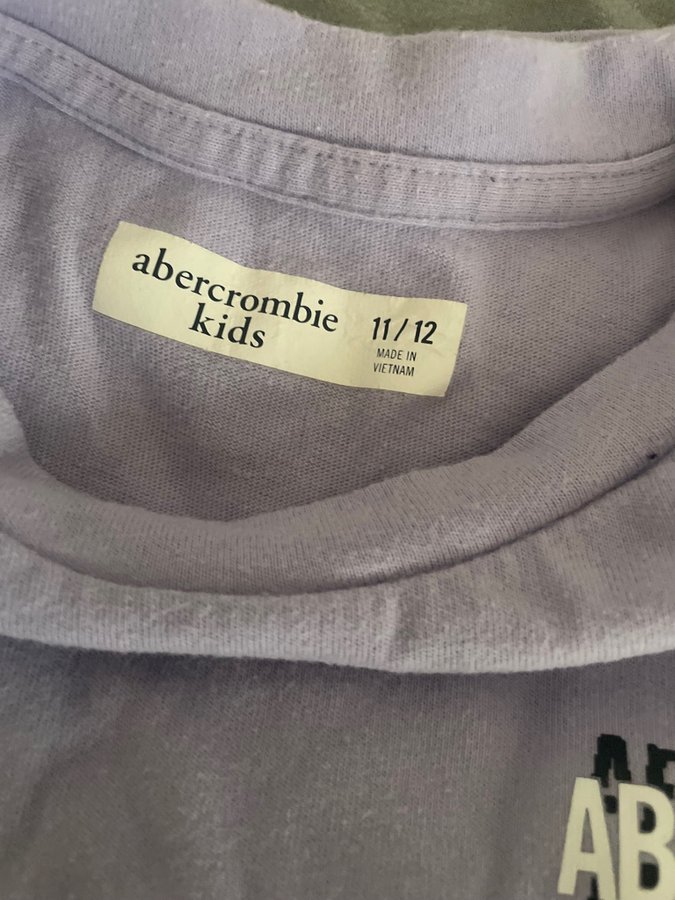 abercrombie
kids
11/12
MADE IN
VIETNAM
AB